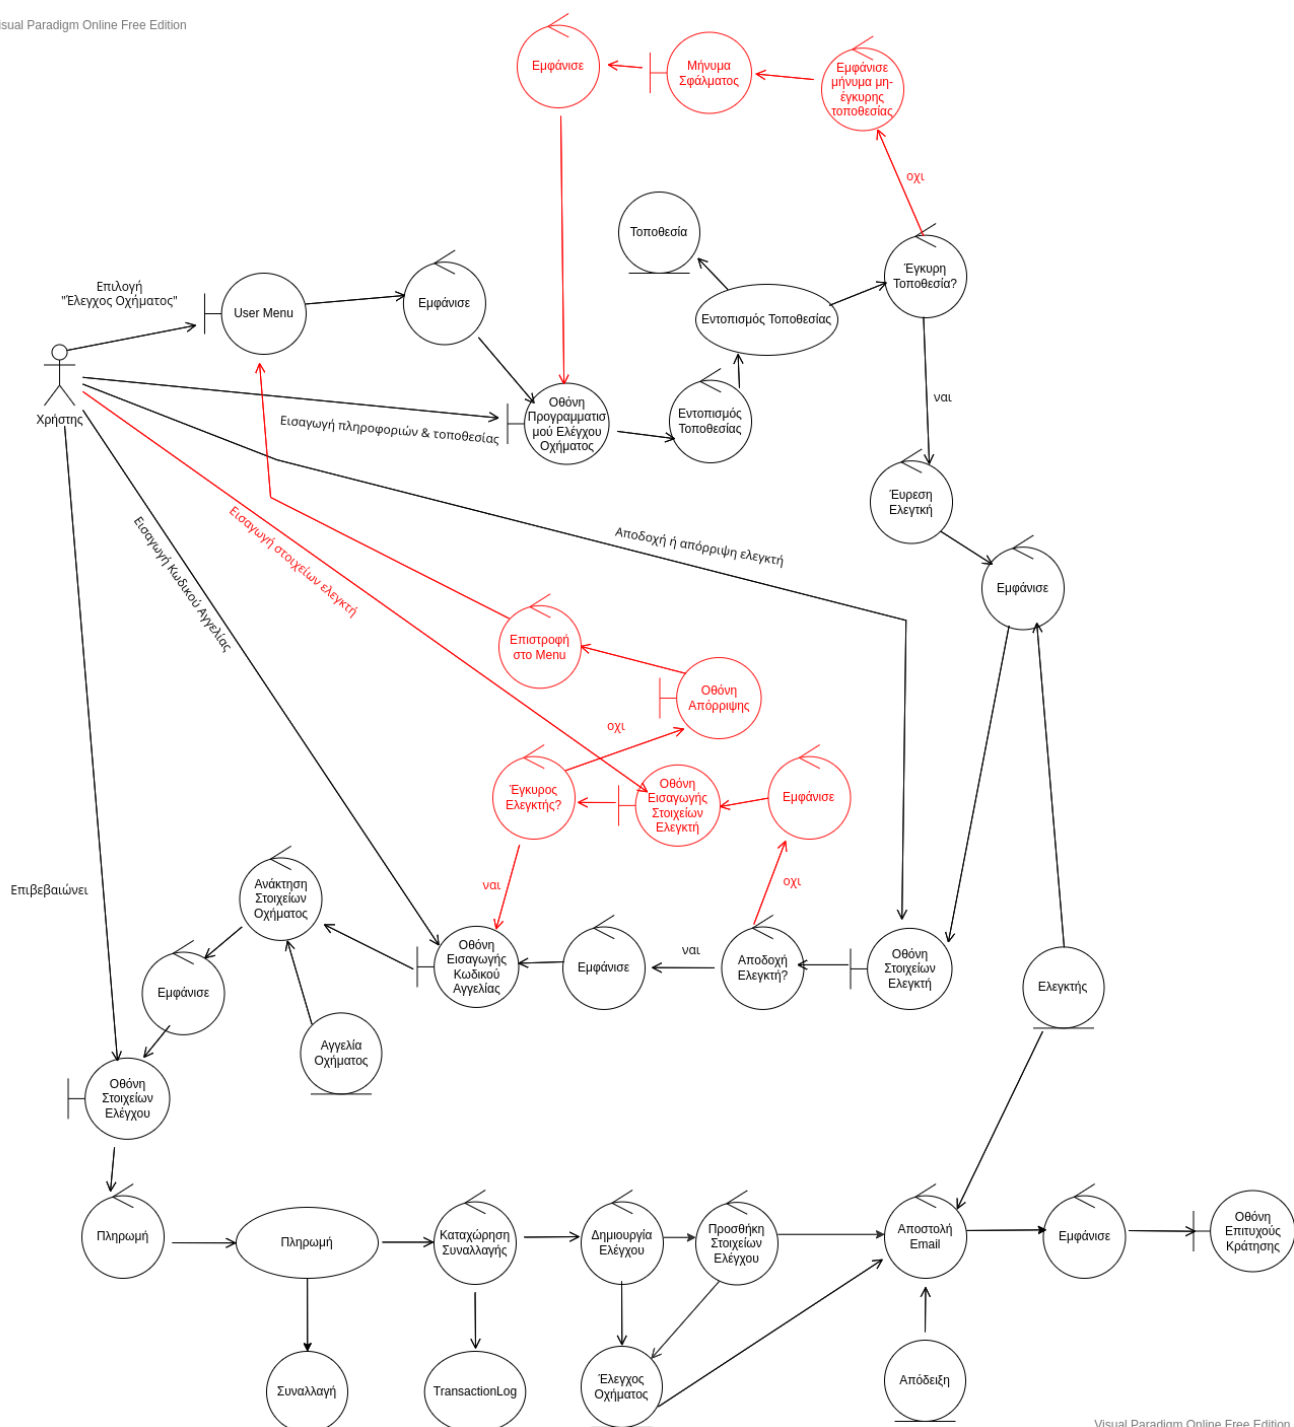 isual Paradigm Online Free Edition
Εμφάνισε
Μήνυμα
Σφάλματος
Εμφάνισε
μήνυμα μη-
έγκυρης
τοποθεσίας
οχι
Τοποθεσία
Έγκυρη
Τοποθεσία?
Επιλογή
"Έλεγχος Οχήματος"
User Menu
Εμφάνισε
Εντοπισμός Τοποθεσίας
Χρήστης
Εισαγωγή πληροφοριών & τοποθεσίας
Οθόνη
Προγραμματισ
μού Ελέγχου
Οχήματος
Εντοπισμός
Τοποθεσίας
ναι
Έυρεση
Ελεγτκή
Εισαγωγή Κωδικού Αγγελίας
Εισαγωγή στοιχείων ελεγκτή
Αποδοχή ή απόρριψη ελεγκτή
Εμφάνισε
Επιστροφή
στο Menu
Οθόνη
Απόρριψης
οχι
Έγκυρος
Ελεγκτής?
Οθόνη
Εισαγωγής
Στοιχείων
Ελεγκτή
Εμφάνισε
ναι
οχι
Επιβεβαιώνει
Ανάκτηση
Στοιχείων
Οχήματος
Οθόνη
Εισαγωγής
Κωδικού
Αγγελίας
Εμφάνισε
ναι
Αποδοχή
Ελεγκτή?
Οθόνη
Στοιχείων
Ελεγκτή
Ελεγκτής
Εμφάνισε
Αγγελία
Οχήματος
Οθόνη
Στοιχείων
Ελέγχου
Πληρωμή
Πληρωμή
Καταχώρηση
Συναλλαγής
Δημιουργία
Ελέγχου
Προσθήκη
Στοιχείων
Ελέγχου
Αποστολή
Email
Εμφάνισε
Οθόνη
Επιτυχούς
Κράτησης
Συναλλαγή
TransactionLog
Έλεγχος
Οχήματος
Απόδειξη
Visual Paradigm Online Free Edition